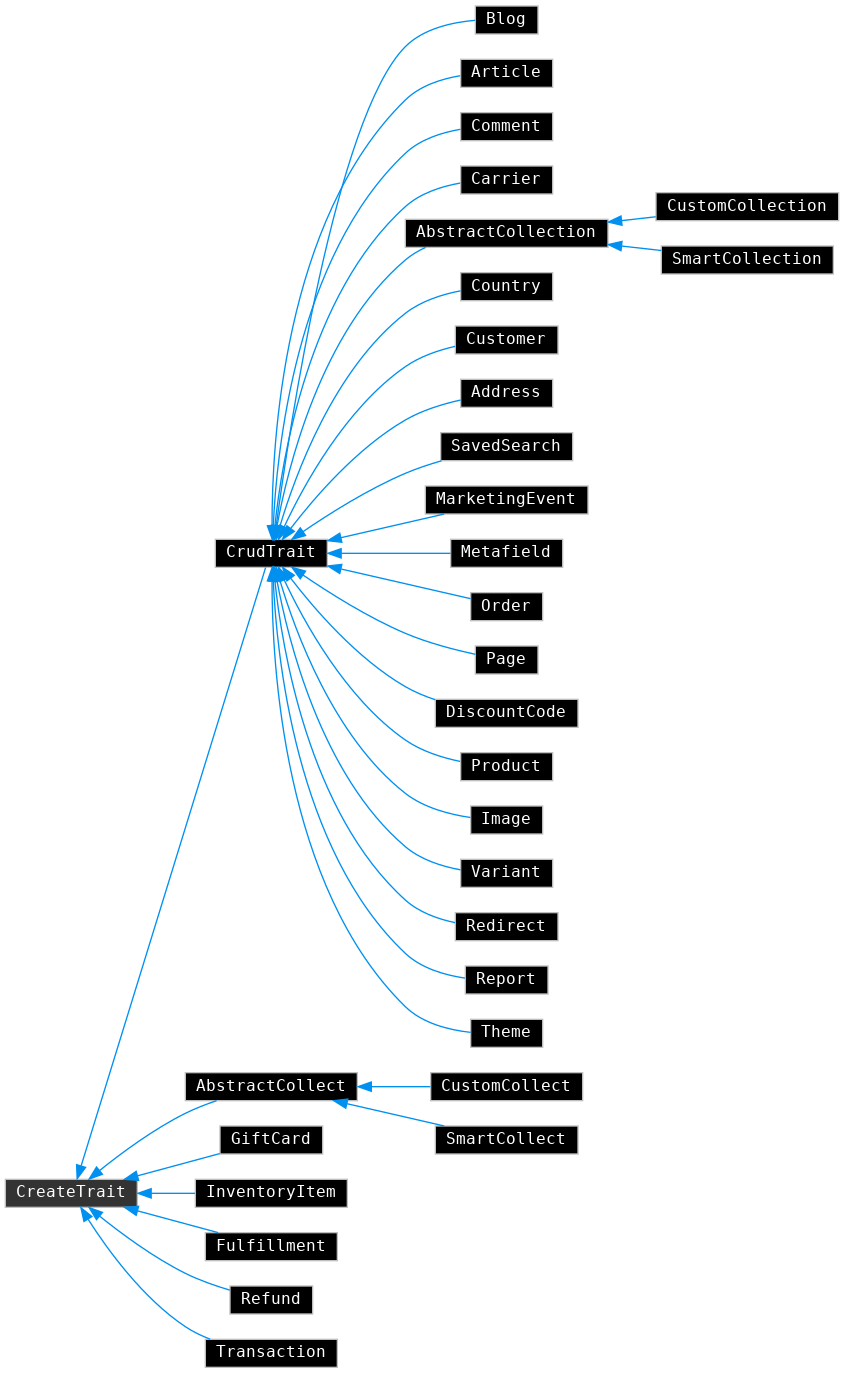 Blog
Article
Comment
Carrier
CustomCollection
AbstractCollection
SmartCollection
Country
Customer
Address
SavedSearch
MarketingEvent
CrudTrait
Metafield
Order
Page
DiscountCode
Product
Image
Variant
Redirect
Report
Theme
AbstractCollect
CustomCollect
GiftCard
SmartCollect
CreateTrait
InventoryItem
Fulfillment
Refund
Transaction